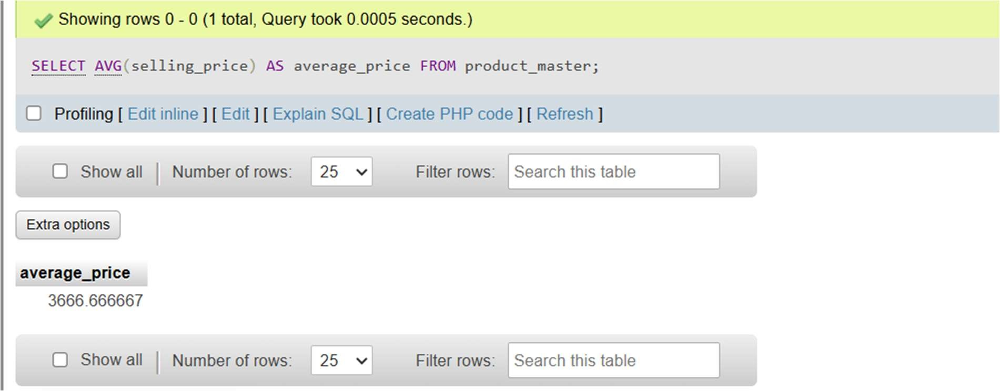 Showing rows 0 - 0 (1 total, Query took 0.0005 seconds.)
SELECT AVG(selling_price) AS average_price FROM product_master;
Profiling [ Edit inline ] [ Edit ] [ Explain SQL ] [ Create PHP code ] [ Refresh ]
Show all | Number of rows: 25 Filter rows: Search this table
Extra options
average_price
3666.666667
Show all | Number of rows: 25 Filter rows: Search this table